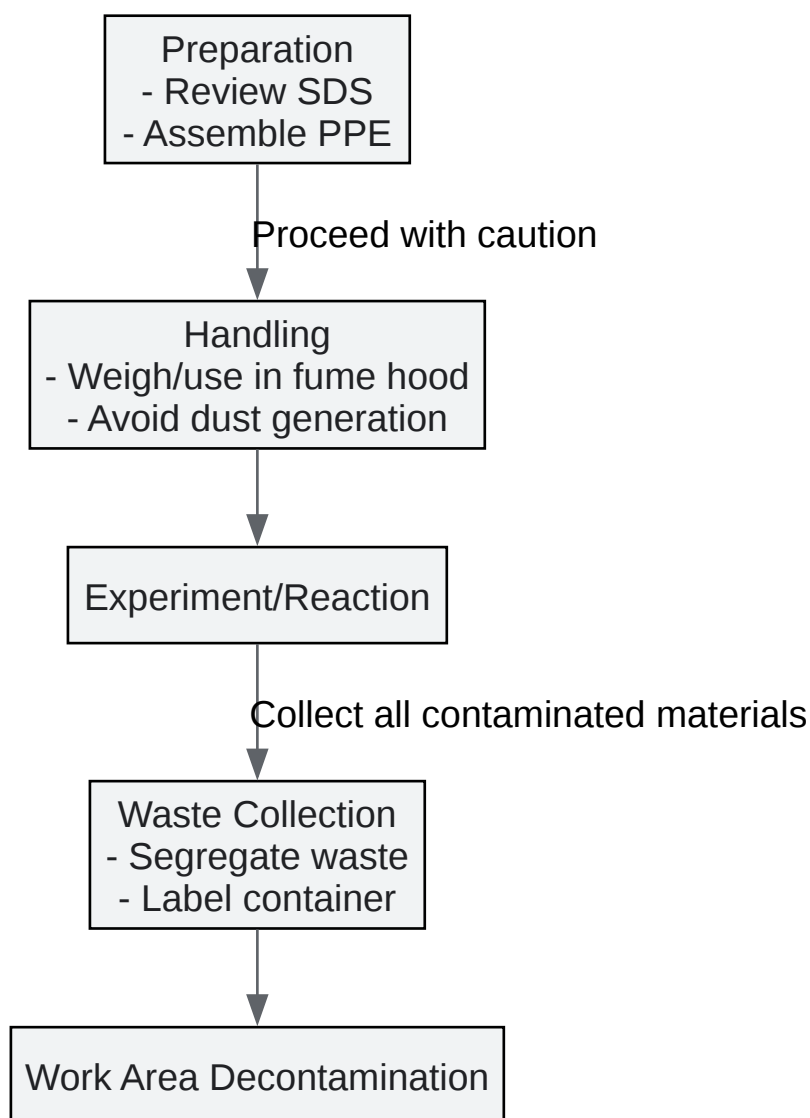 Preparation
- Review SDS
- Assemble PPE
Proceed with caution
Handling
- Weigh/use in fume hood
- Avoid dust generation
Experiment/Reaction
Collect all contaminated materials
Waste Collection
- Segregate waste
- Label container
Work Area Decontamination